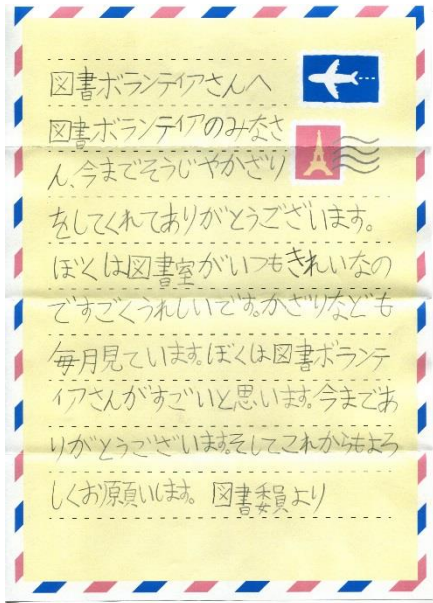 図書ボランティアさんへ
図書ボランティアのみなさ
ん、今までそうじやかざり
をしてくれてありがとうございます。
ぼくは図書室がいつもきれいなの
ですごくうれしいです。かざりなども
毎月見ています。ぼくは図書ボランテ
ィアさんがすごいと思います。今まであ
りがとうございます。そしてこれからもよろ
しくお願いします。 図書委員より